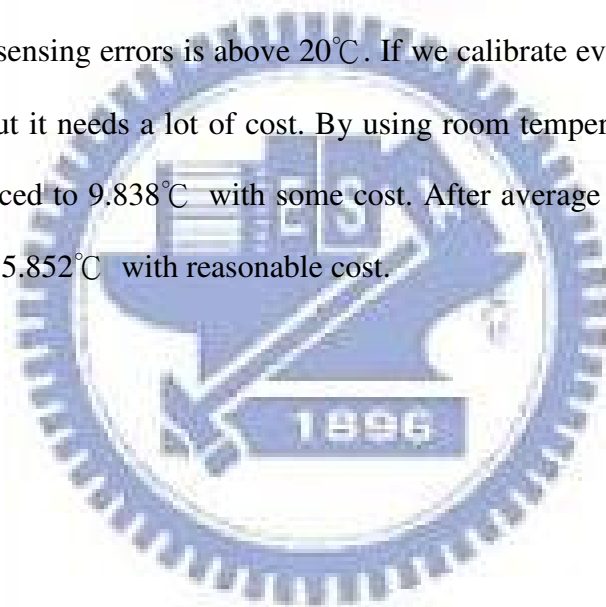 sensing errors is above 20℃. If we calibrate ev
ut it needs a lot of cost. By using room temper
ced to 9.838℃ with some cost. After average
5.852℃ with reasonable cost.
ES
1896